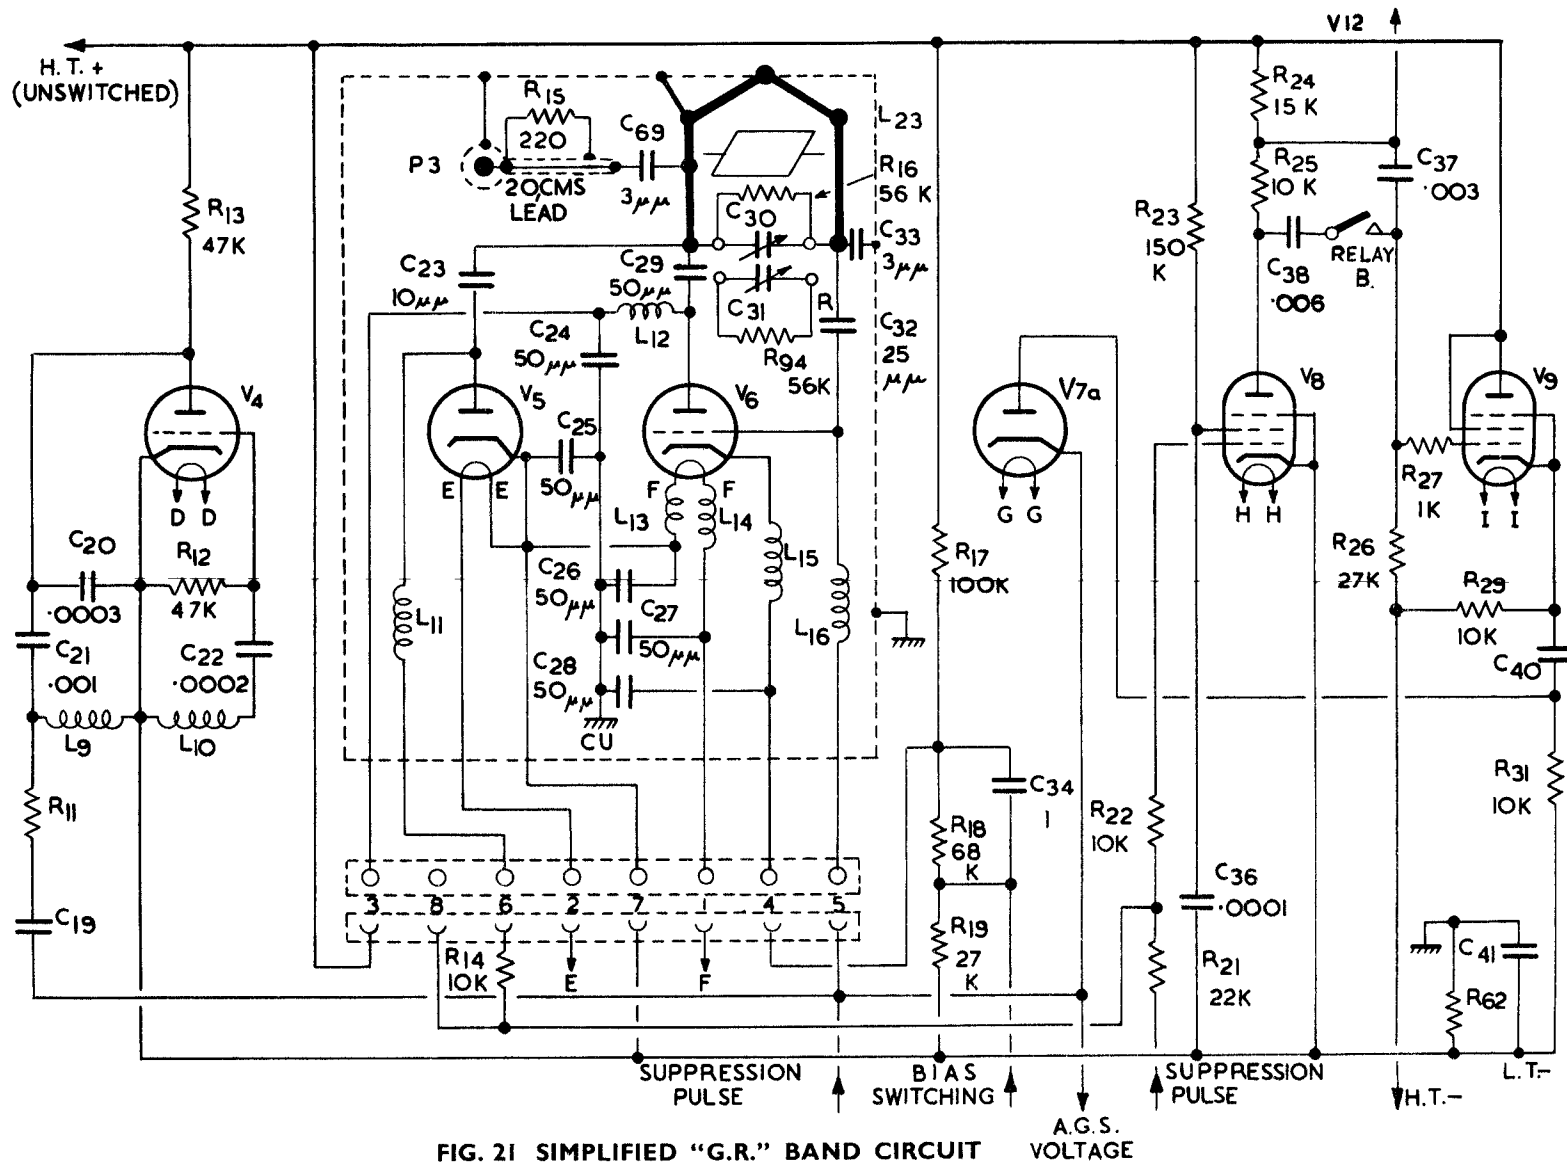 V12
H.T.+
(UNSWITCHED)
R24
15 K
R15
220
C69
3μμ
L23
P3
20CMS
LEAD
R16
56 K
R25
10 K
C37
.003
R13
47K
C30
C33
3μμ
R23
150
K
C23
10μμ
C29
50μμ
C38
.006
RELAY
B.
C31
R
C24
50μμ
L12
C32
25
μμ
R94
56K
V4
V5
V6
V7a
V8
V9
C25
50μμ
E E
F F
L13
L14
G G
H H
I I
R27
1K
D D
C20
.0003
R12
47K
L15
R17
100K
R26
27K
C26
50μμ
R29
10K
C27
50μμ
L11
L16
C21
.001
C22
.0002
C28
50μμ
C40
L9
L10
CU
R11
C34
1
R22
10K
R31
10K
R18
68
K
C19
3 8 6 2 7 1 4 5
C36
.0001
R19
27
K
R14
10K
E
F
R21
22K
C41
R62
SUPPRESSION
PULSE
BIAS
SWITCHING
SUPPRESSION
PULSE
L.T.-
H.T.-
A.G.S.
VOLTAGE
FIG. 21 SIMPLIFIED "G.R." BAND CIRCUIT